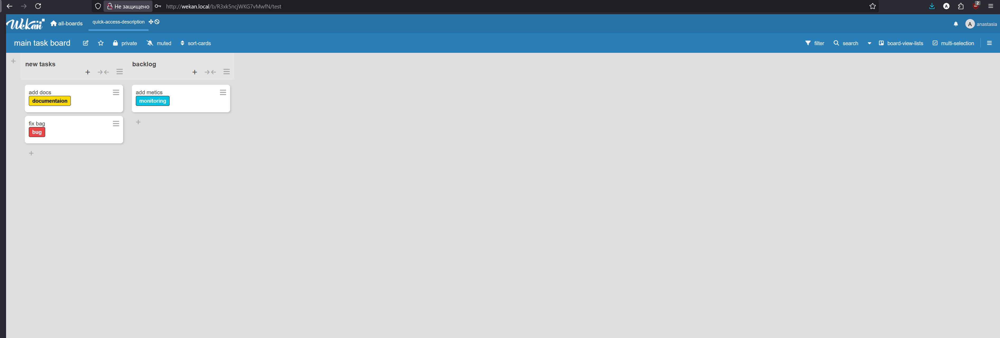 Не защищено http://wekan.local/b/R3xk5ncjWKG7vMwfN/test A 2
Wekan all-boards quick-access-description A anastasia
main task board private muted sort-cards filter search board-view-lists multi-selection
new tasks
add docs
documentaion
fix bag
bug
backlog
add metics
monitoring